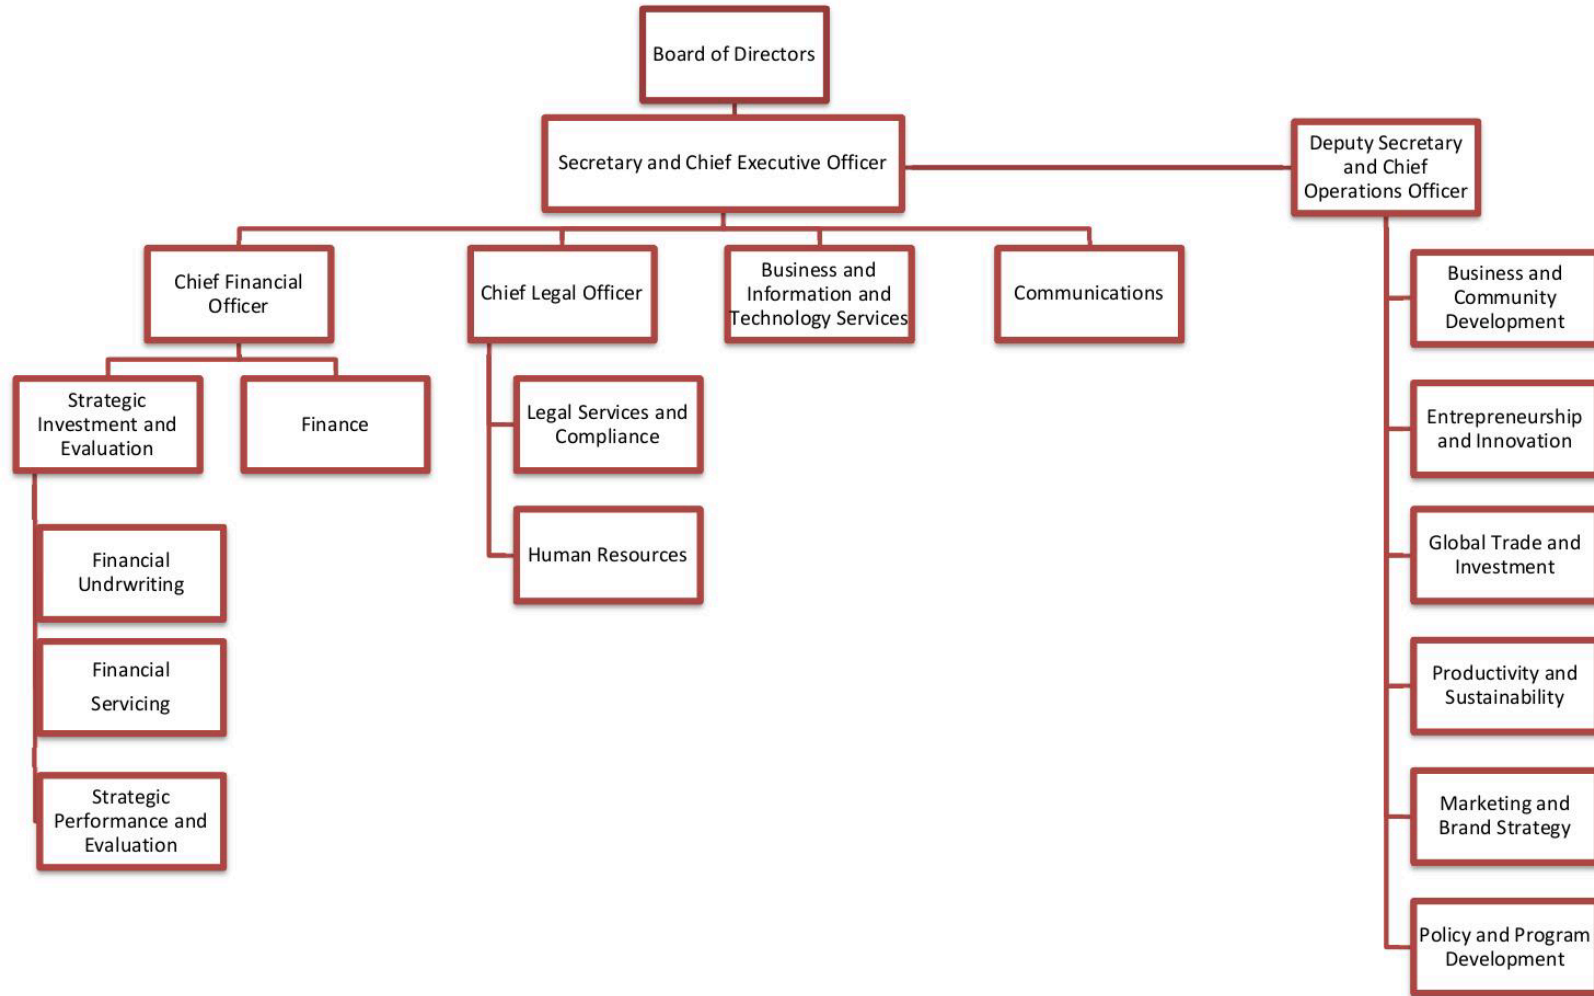 Board of Directors
Secretary and Chief Executive Officer
Deputy Secretary
and Chief
Operations Officer
Chief Financial
Officer
Chief Legal Officer
Business and
Information and
Technology Services
Communications
Strategic
Investment and
Evaluation
Finance
Financial
Undrwriting
Financial
Servicing
Strategic
Performance and
Evaluation
Legal Services and
Compliance
Human Resources
Business and
Community
Development
Entrepreneurship
and Innovation
Global Trade and
Investment
Productivity and
Sustainability
Marketing and
Brand Strategy
Policy and Program
Development